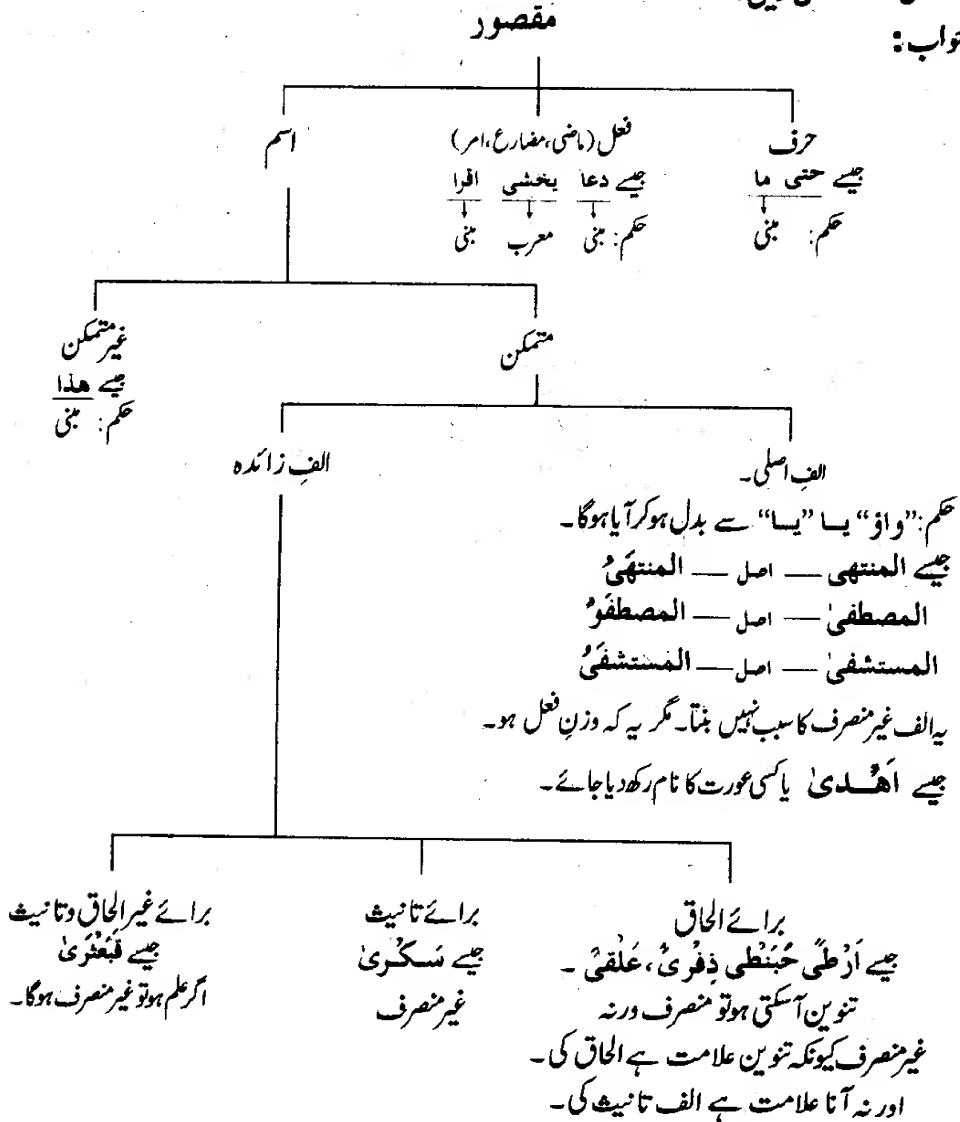 مقصور
جواب:
حرف
جیسے حتی ما
حکم: مبنی
فعل (ماضی، مضارع، امر)
جیسے دعا یخشی اقرا
حکم: مبنی معرب مبنی
اسم
متمکن
غیر متمکن
جیسے ھذا
حکم: مبنی
الفِ اصلی۔
حکم: ”واؤ“ یا ”یا“ سے بدل ہو کر آیا ہوگا۔
جیسے المنتھی — اصل — المنتھَیُ
المصطفیٰ — اصل — المصطفَوُ
المستشفیٰ — اصل — المستشفَیُ
یہ الف غیر منصرف کا سبب نہیں بنتا۔ مگر یہ کہ وزنِ فعل ہو۔
جیسے اَھْدیٰ یا کسی عورت کا نام رکھ دیا جائے۔
الفِ زائدہ
برائے الحاق
جیسے اَرْطًی حَبَنْطی ذِفْریً، عَلْقیً ۔
تنوین آسکتی ہو تو منصرف ورنہ
غیر منصرف کیونکہ تنوین علامت ہے الحاق کی۔
اور نہ آنا علامت ہے الف تانیث کی۔
برائے تانیث
جیسے سَکْریٰ
غیر منصرف
برائے غیر الحاق و تانیث
جیسے قَبَعْثَریٰ
اگر علم ہو تو غیر منصرف ہوگا۔